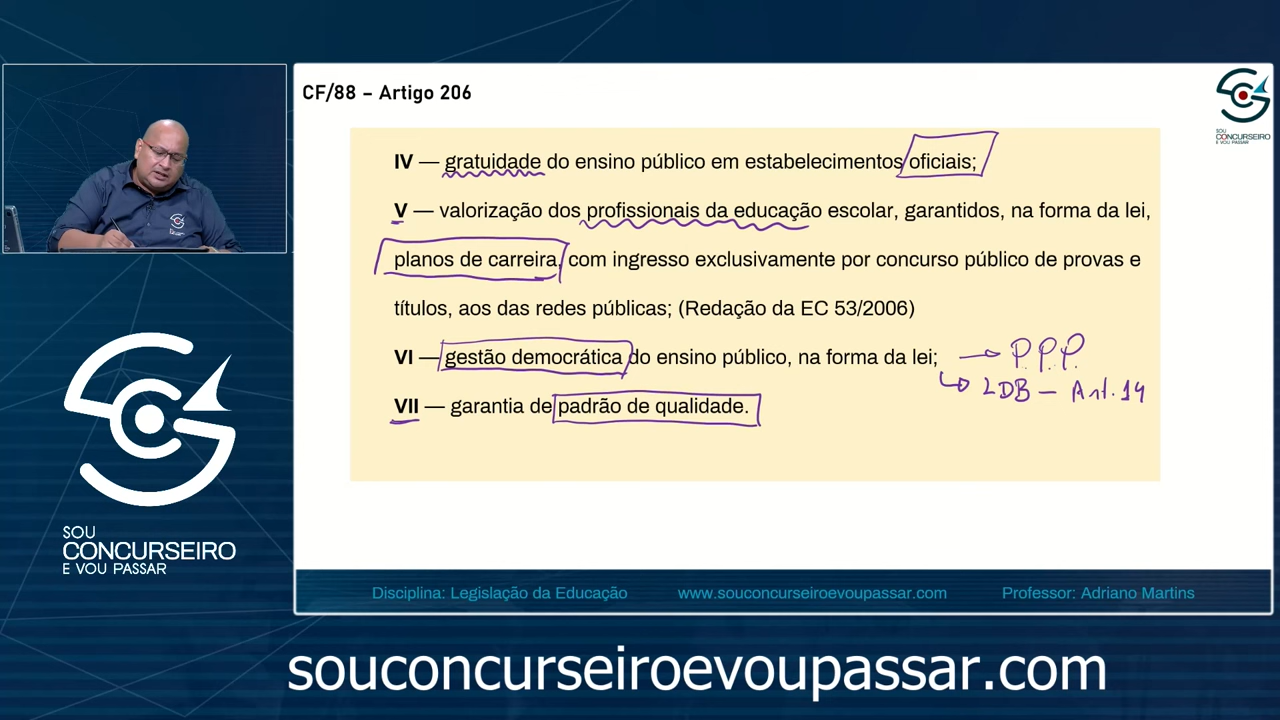 CF/88 – Artigo 206
SOU
CONCURSEIRO
E VOU PASSAR
IV — gratuidade do ensino público em estabelecimentos oficiais;
V — valorização dos profissionais da educação escolar, garantidos, na forma da lei,
planos de carreira, com ingresso exclusivamente por concurso público de provas e
títulos, aos das redes públicas; (Redação da EC 53/2006)
VI — gestão democrática do ensino público, na forma da lei;
P.P.P
LDB — Art. 14
VII — garantia de padrão de qualidade.
SOU
CONCURSEIRO
E VOU PASSAR
Disciplina: Legislação da Educação www.souconcurseiroevoupassar.com Professor: Adriano Martins
souconcurseiroevoupassar.com